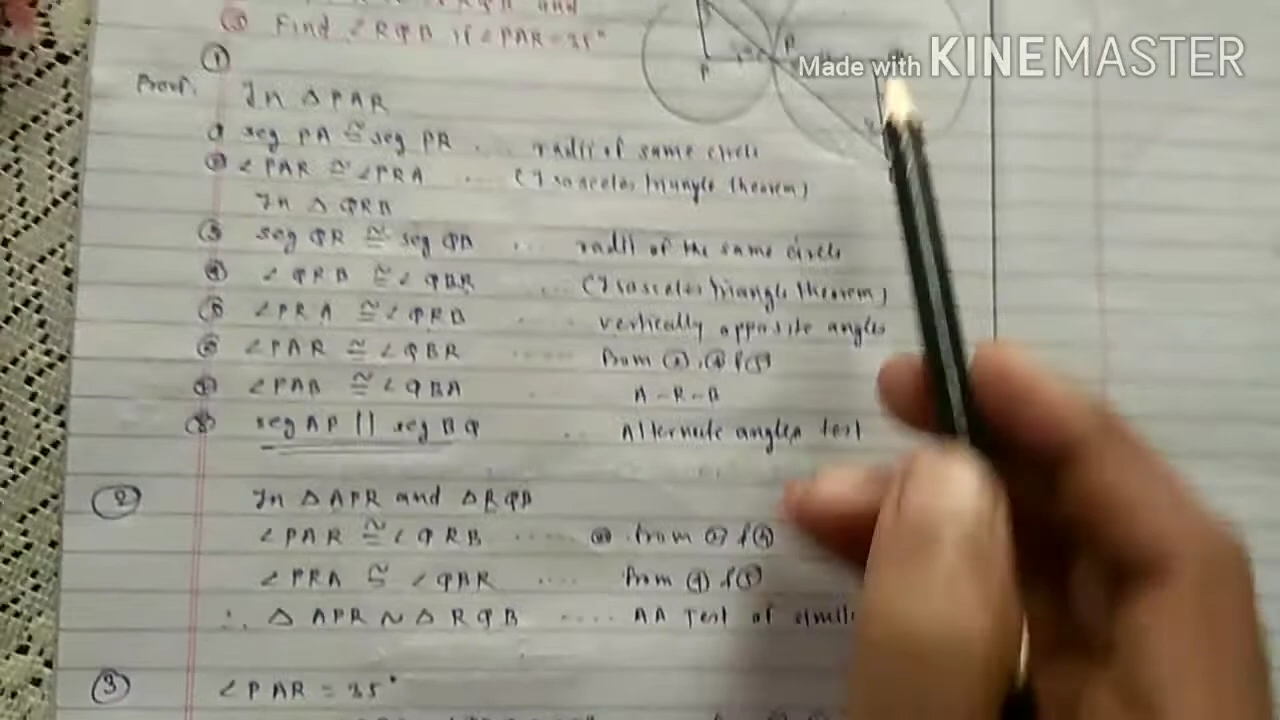 ③ Find ∠RQB if ∠PAR = 35°
P
R
Made with KINEMASTER
①
Proof. In △PAR
① seg PA ≅ seg PR ... radii of same circle
② ∠PAR ≅ ∠PRA ... (Isosceles triangle theorem)
In △QRB
③ seg QR ≅ seg QB ... radii of the same circle
④ ∠QRB ≅ ∠QBR ... (Isosceles triangle theorem)
⑤ ∠PRA ≅ ∠QRB ... vertically opposite angles
⑥ ∠PAR ≅ ∠QBR ..... from ②, ④ & ⑤
⑦ ∠PAB ≅ ∠QBA ... A-R-B
⑧ seg AP || seg BQ .. Alternate angles test
② In △APR and △RQB
∠PAR ≅ ∠QRB ..... from ② & ⑤
∠PRA ≅ ∠QBR .... from ④ & ⑤
∴ △APR ~ △RQB .... AA Test of
③ ∠PAR = 35°